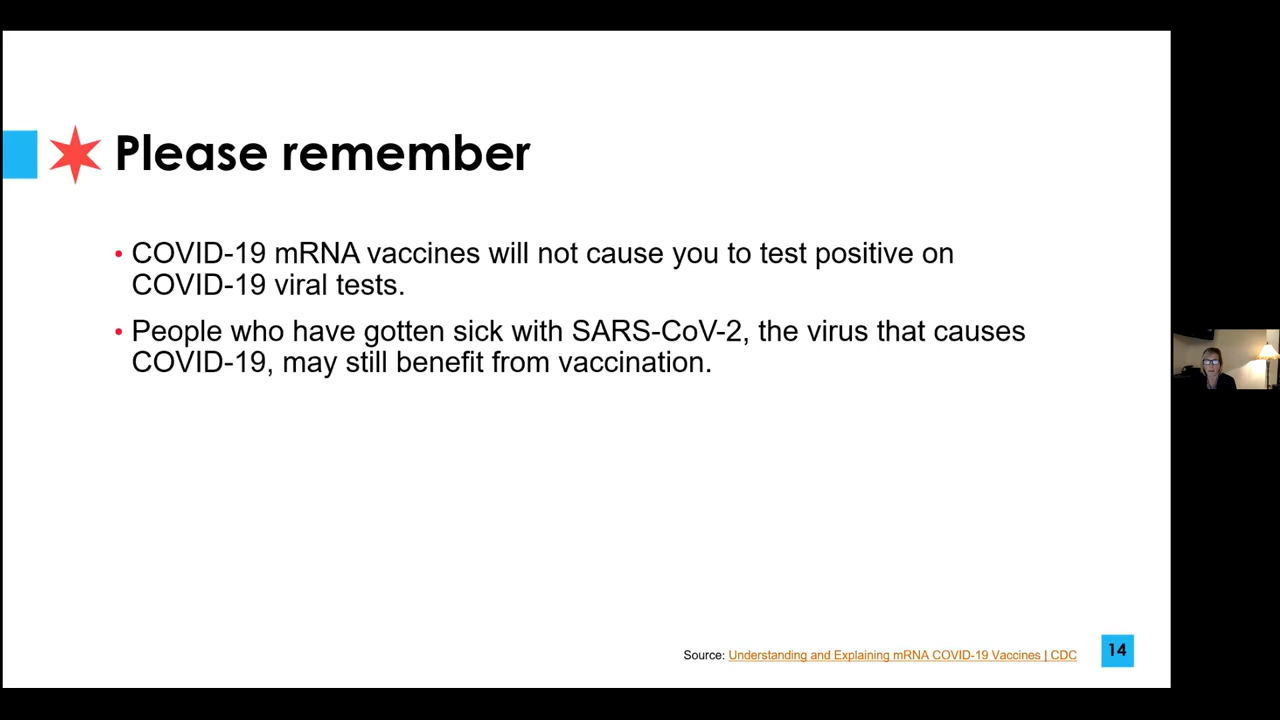 Please remember
• COVID-19 mRNA vaccines will not cause you to test positive on
COVID-19 viral tests.
• People who have gotten sick with SARS-CoV-2, the virus that causes
COVID-19, may still benefit from vaccination.
Source: Understanding and Explaining mRNA COVID-19 Vaccines | CDC
14